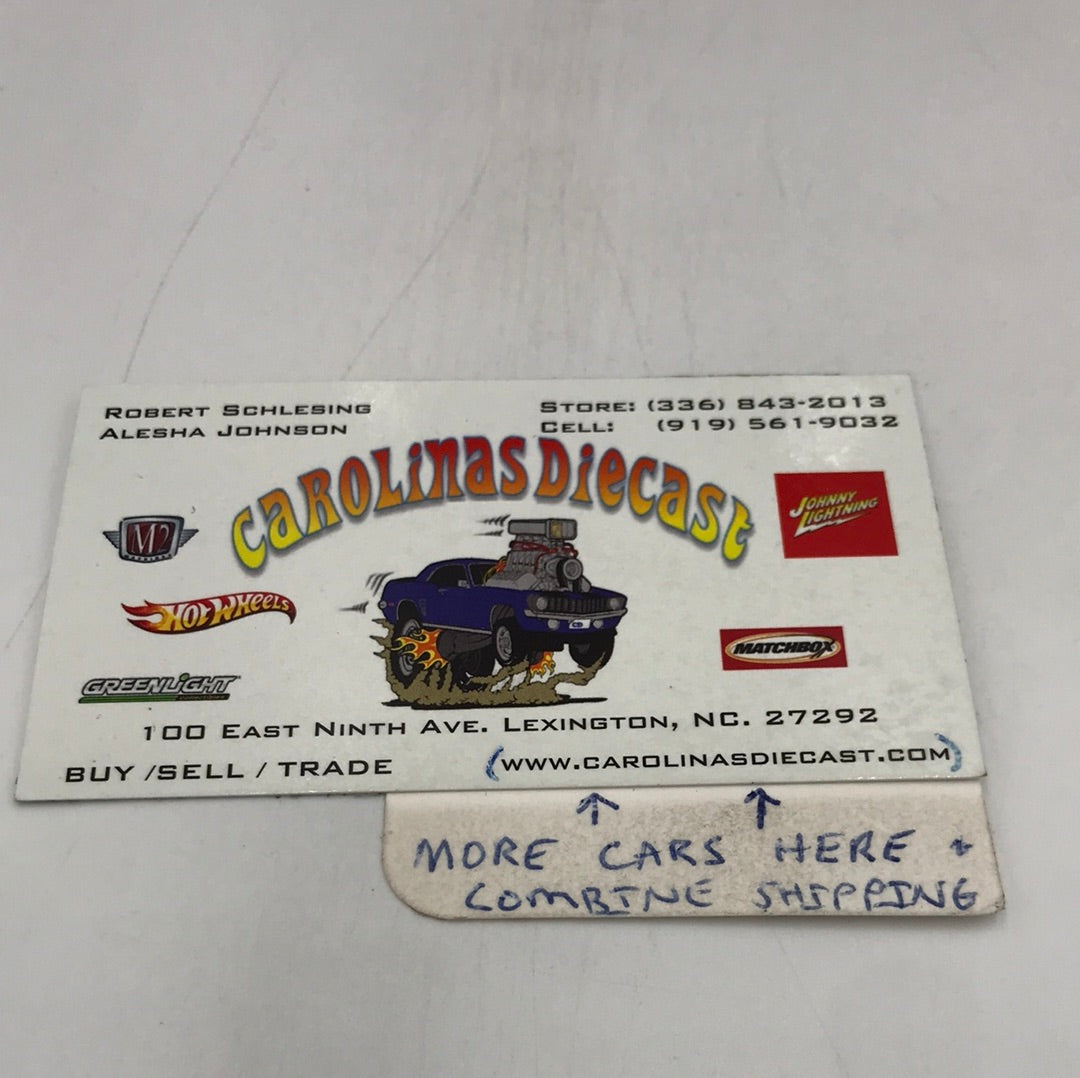 ROBERT SCHLESING
ALESHA JOHNSON
STORE: (336) 843-2013
CELL: (919) 561-9032
CAROLINAS DIECAST
M2
JOHNNY LIGHTNING
HOT WHEELS
MATCHBOX
GREENLIGHT
CD
100 EAST NINTH AVE. LEXINGTON, NC. 27292
BUY /SELL / TRADE
(WWW.CAROLINASDIECAST.COM)
↑ ↑
MORE CARS HERE +
COMBINE SHIPPING